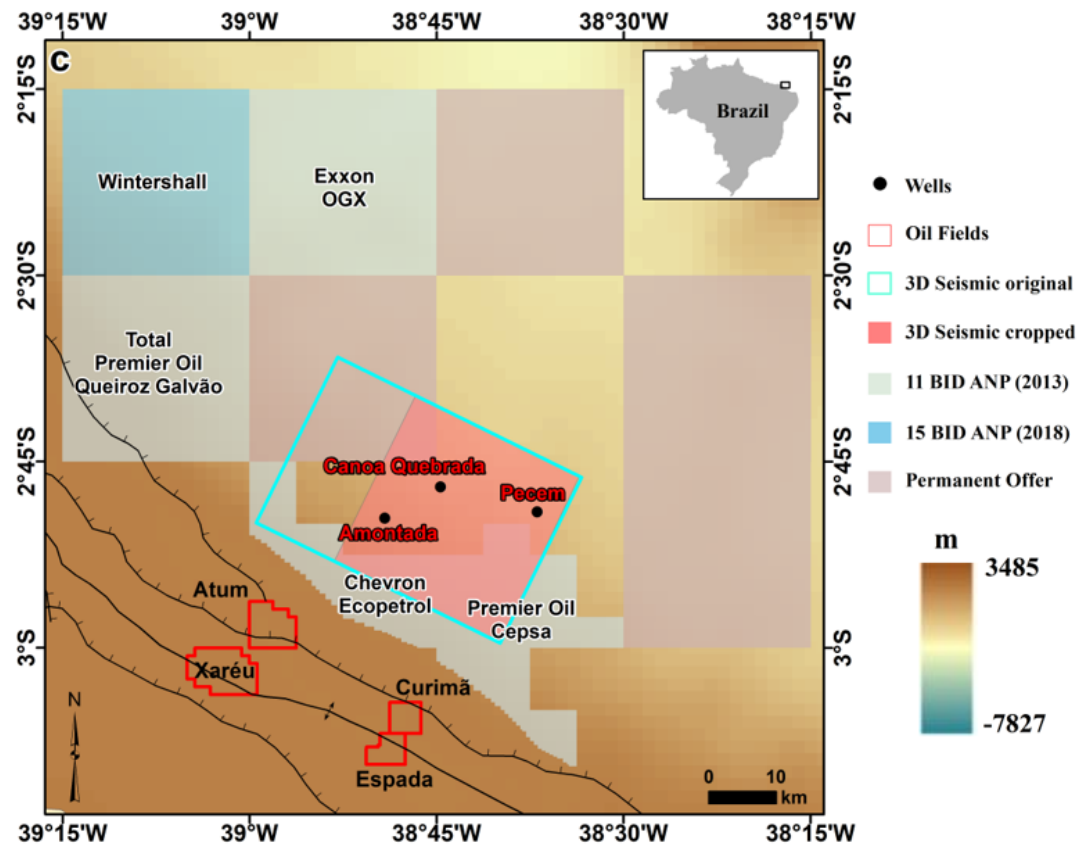 39°15'W 39°W 38°45'W 38°30'W 38°15'W
C
2°15'S
2°15'S
Brazil
Wintershall
Exxon
OGX
Wells
Oil Fields
2°30'S
2°30'S
3D Seismic original
3D Seismic cropped
Total
Premier Oil
Queiroz Galvão
11 BID ANP (2013)
15 BID ANP (2018)
2°45'S
2°45'S
Permanent Offer
Canoa Quebrada
Pecem
Amontada
m
3485
-7827
Chevron
Ecopetrol
Premier Oil
Cepsa
Atum
3°S
3°S
Xaréu
Curimã
Espada
N
0 10
km
39°15'W 39°W 38°45'W 38°30'W 38°15'W